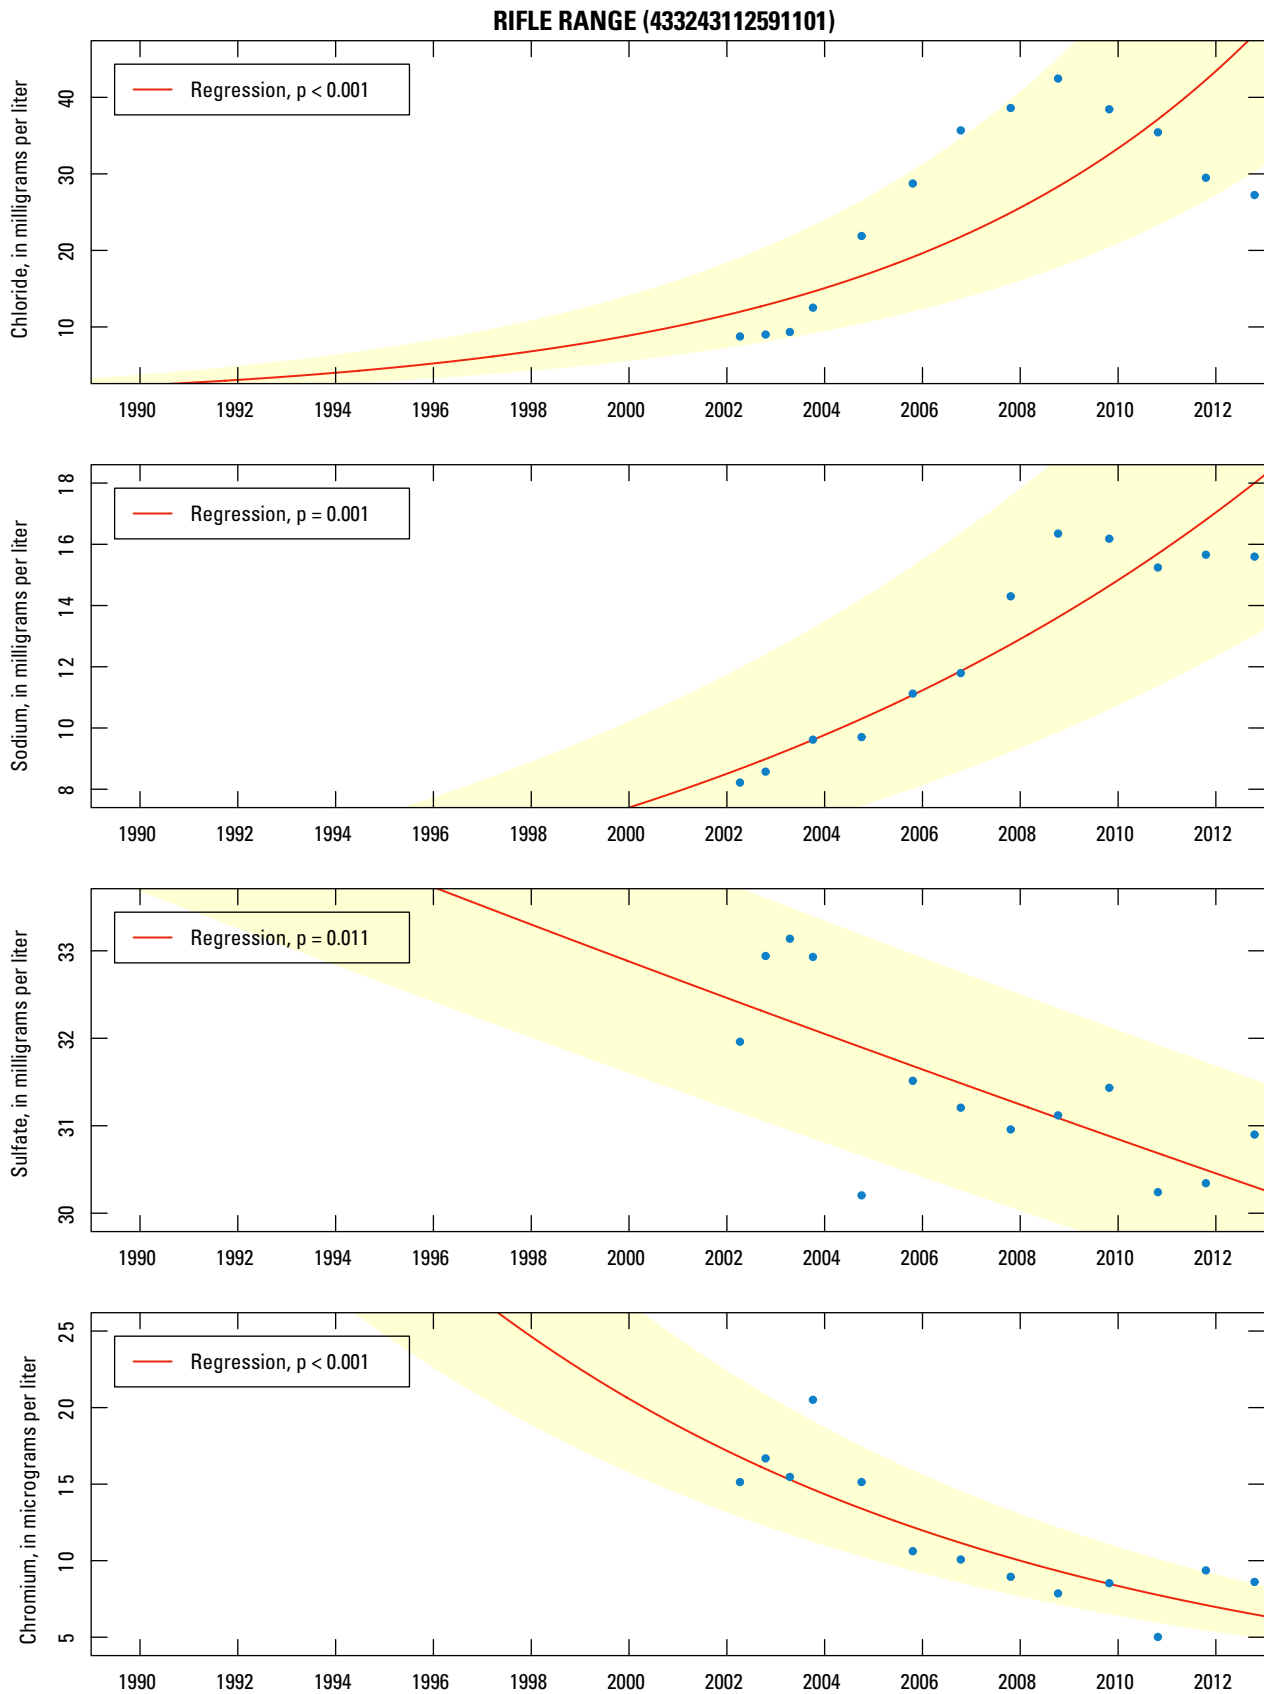 RIFLE RANGE (433243112591101)
Chloride, in milligrams per liter
40
30
20
10
Regression, p < 0.001
1990 1992 1994 1996 1998 2000 2002 2004 2006 2008 2010 2012
Sodium, in milligrams per liter
18
16
14
12
10
8
Regression, p = 0.001
1990 1992 1994 1996 1998 2000 2002 2004 2006 2008 2010 2012
Sulfate, in milligrams per liter
33
32
31
30
Regression, p = 0.011
1990 1992 1994 1996 1998 2000 2002 2004 2006 2008 2010 2012
Chromium, in micrograms per liter
25
20
15
10
5
Regression, p < 0.001
1990 1992 1994 1996 1998 2000 2002 2004 2006 2008 2010 2012